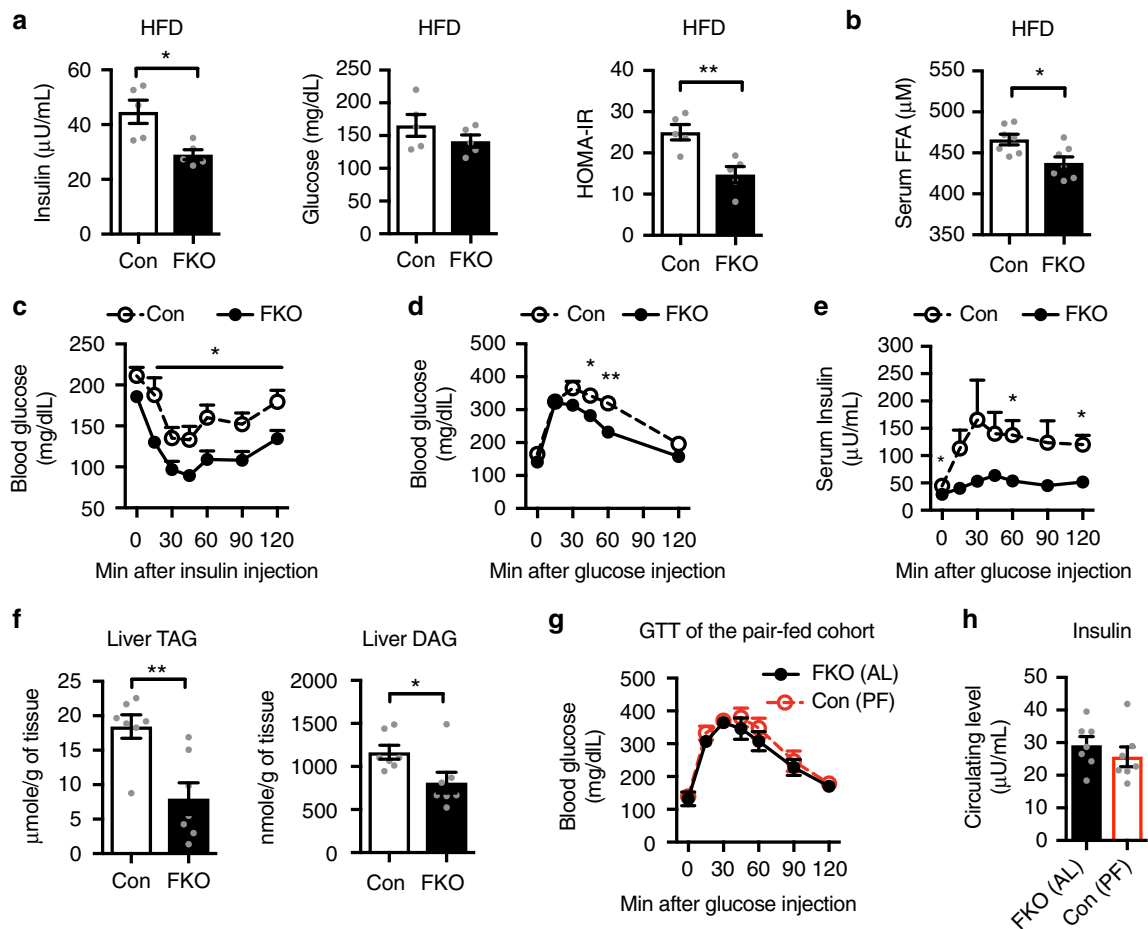 a
HFD
*
Insulin (μU/mL)
60
40
20
0
Con
FKO
HFD
Glucose (mg/dL)
250
200
150
100
50
0
Con
FKO
HFD
**
HOMA-IR
40
30
20
10
0
Con
FKO
b
HFD
*
Serum FFA (μM)
550
500
450
400
350
Con
FKO
c
Con
FKO
*
Blood glucose
(mg/dlL)
250
200
150
100
50
0 30 60 90 120
Min after insulin injection
d
Con
FKO
*
**
Blood glucose
(mg/dlL)
500
400
300
200
100
0
0 30 60 90 120
Min after glucose injection
e
Con
FKO
*
*
*
Serum Insulin
(μU/mL)
300
250
200
150
100
50
0
0 30 60 90 120
Min after glucose injection
f
Liver TAG
**
μmole/g of tissue
25
20
15
10
5
0
Con
FKO
Liver DAG
*
nmole/g of tissue
2000
1500
1000
500
0
Con
FKO
g
GTT of the pair-fed cohort
FKO (AL)
Con (PF)
Blood glucose
(mg/dlL)
500
400
300
200
100
0
0 30 60 90 120
Min after glucose injection
h
Insulin
Circulating level
(μU/mL)
50
40
30
20
10
0
FKO (AL)
Con (PF)